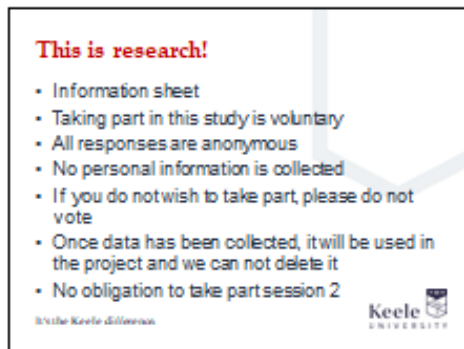 This is research!
• Information sheet
• Taking part in this study is voluntary
• All responses are anonymous
• No personal information is collected
• If you do not wish to take part, please do not
vote
• Once data has been collected, it will be used in
the project and we can not delete it
• No obligation to take part session 2
It's the Keele difference.
Keele
UNIVERSITY